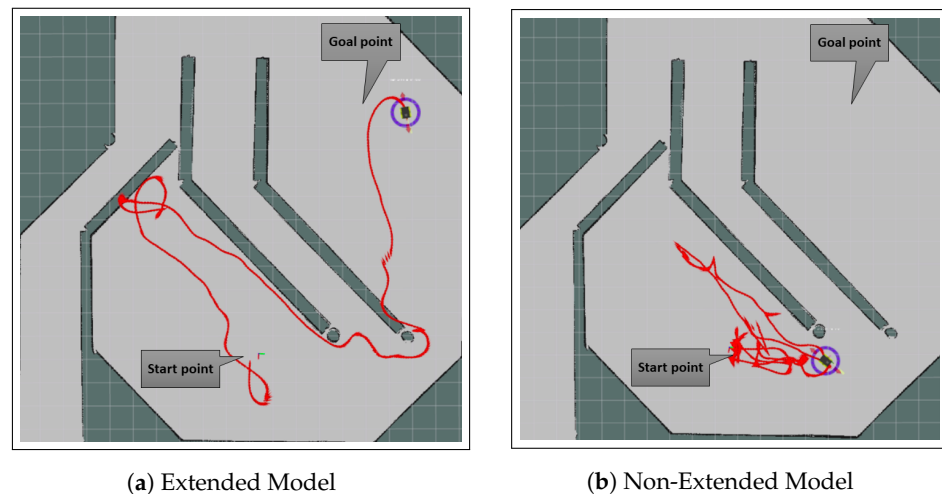 Goal point
Start point
Goal point
Start point
(a) Extended Model
(b) Non-Extended Model